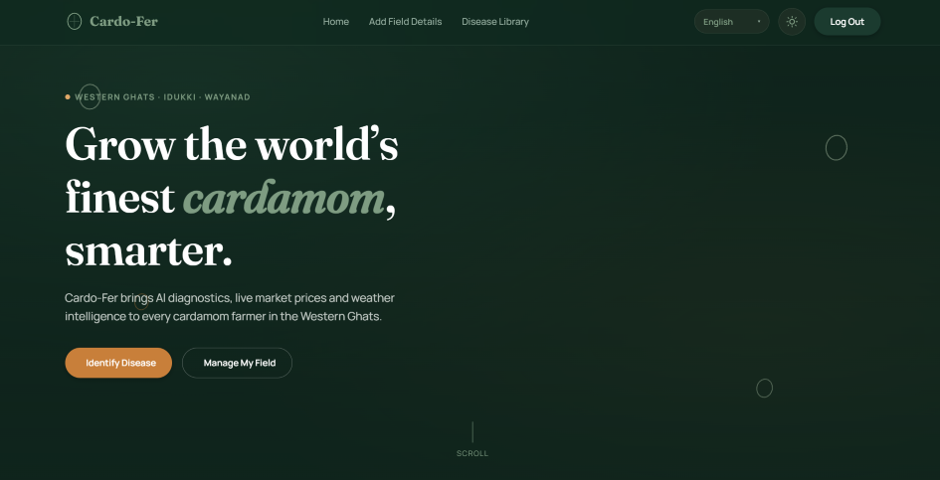 Cardo-Fer
Home
Add Field Details
Disease Library
English
Log Out
WESTERN GHATS · IDUKKI · WAYANAD
Grow the world’s
finest cardamom,
smarter.
Cardo-Fer brings AI diagnostics, live market prices and weather
intelligence to every cardamom farmer in the Western Ghats.
Identify Disease
Manage My Field
SCROLL